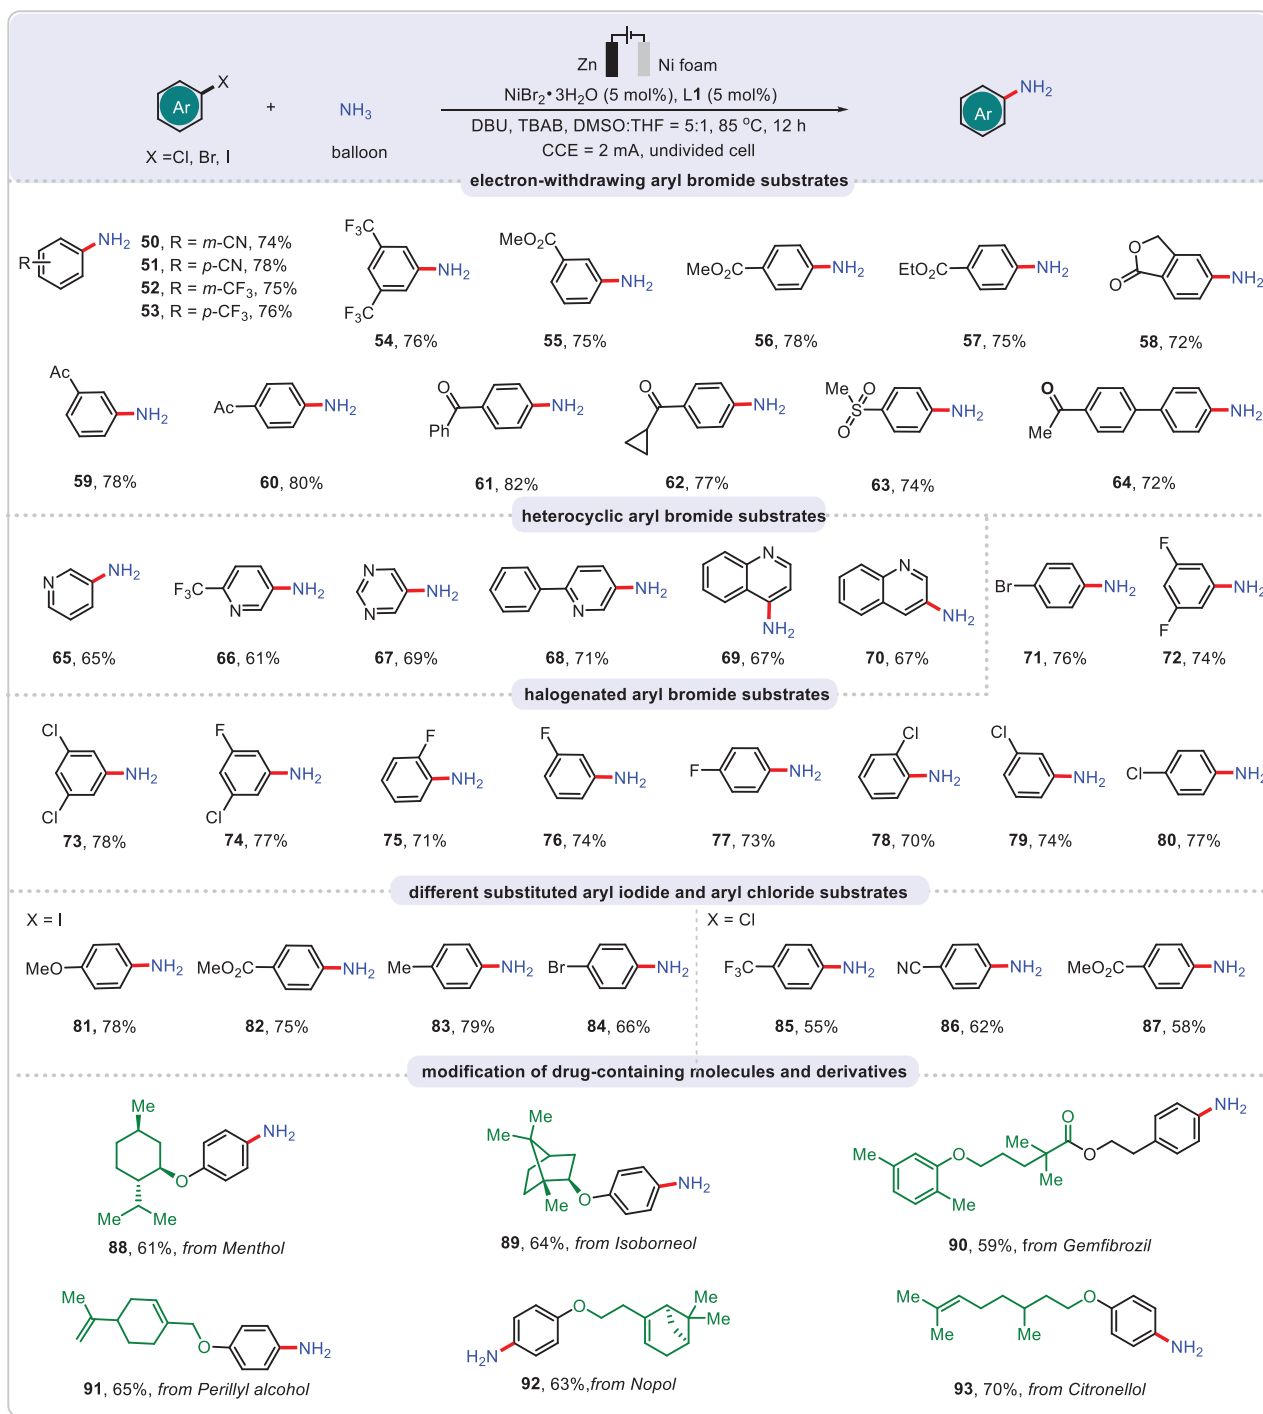 Zn Ni foam
X
Ar
+
NH₃
balloon
X =Cl, Br, I
NiBr₂•3H₂O (5 mol%), L1 (5 mol%)
DBU, TBAB, DMSO:THF = 5:1, 85 °C, 12 h
CCE = 2 mA, undivided cell
Ar
NH₂
electron-withdrawing aryl bromide substrates
R NH₂
50, R = m-CN, 74%
51, R = p-CN, 78%
52, R = m-CF₃, 75%
53, R = p-CF₃, 76%
F₃C F₃C NH₂
54, 76%
MeO₂C NH₂
55, 75%
MeO₂C NH₂
56, 78%
EtO₂C NH₂
57, 75%
O O NH₂
58, 72%
Ac NH₂
59, 78%
Ac NH₂
60, 80%
O Ph NH₂
61, 82%
O NH₂
62, 77%
Me O S O NH₂
63, 74%
O Me NH₂
64, 72%
heterocyclic aryl bromide substrates
N NH₂
65, 65%
F₃C N NH₂
66, 61%
N N NH₂
67, 69%
N NH₂
68, 71%
N NH₂
69, 67%
N NH₂
70, 67%
Br NH₂
71, 76%
F F NH₂
72, 74%
halogenated aryl bromide substrates
Cl Cl NH₂
73, 78%
F Cl NH₂
74, 77%
F NH₂
75, 71%
F NH₂
76, 74%
F NH₂
77, 73%
Cl NH₂
78, 70%
Cl NH₂
79, 74%
Cl NH₂
80, 77%
different substituted aryl iodide and aryl chloride substrates
X = I
MeO NH₂
81, 78%
MeO₂C NH₂
82, 75%
Me NH₂
83, 79%
Br NH₂
84, 66%
X = Cl
F₃C NH₂
85, 55%
NC NH₂
86, 62%
MeO₂C NH₂
87, 58%
modification of drug-containing molecules and derivatives
Me O Me Me NH₂
88, 61%, from Menthol
Me Me Me O NH₂
89, 64%, from Isoborneol
Me O Me Me Me O O NH₂
90, 59%, from Gemfibrozil
Me O NH₂
91, 65%, from Perillyl alcohol
H₂N O Me Me
92, 63%,from Nopol
Me Me Me O NH₂
93, 70%, from Citronellol